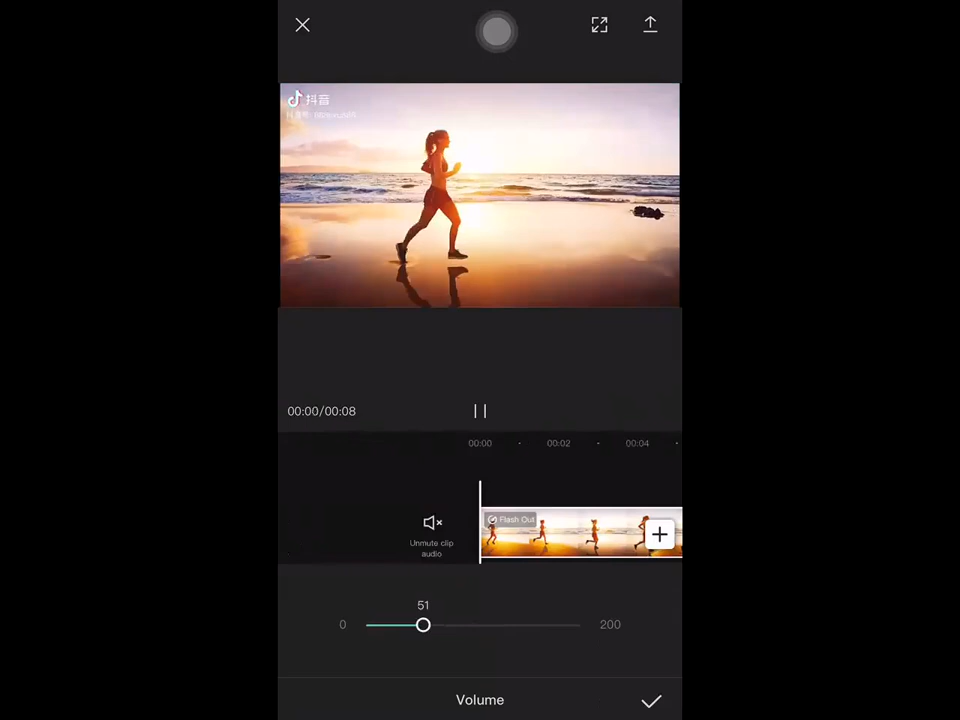 抖音
00:00/00:08
00:00
00:02
00:04
Flash Out
Unmute clip
audio
51
0
200
Volume